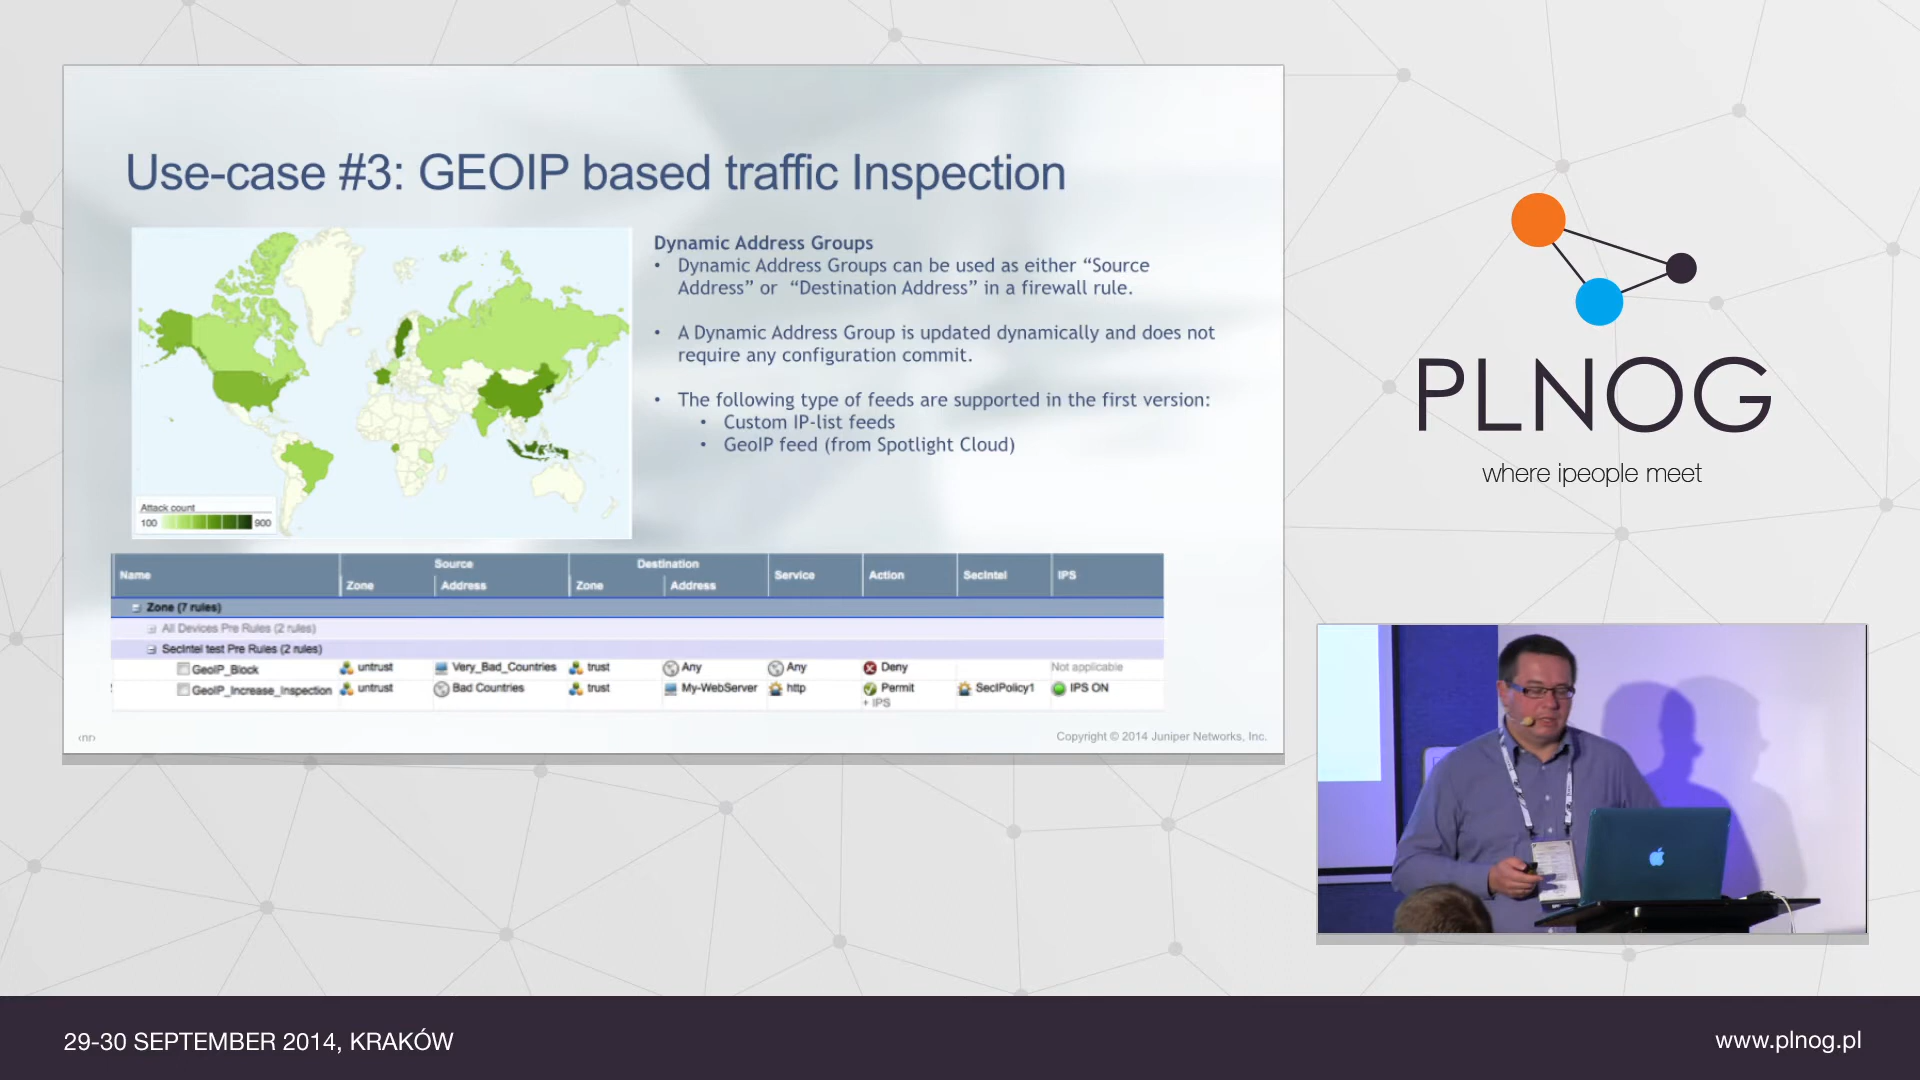 Use-case #3: GEOIP based traffic Inspection
Attack count
100 900
Dynamic Address Groups
• Dynamic Address Groups can be used as either “Source
Address” or “Destination Address” in a firewall rule.
• A Dynamic Address Group is updated dynamically and does not
require any configuration commit.
• The following type of feeds are supported in the first version:
• Custom IP-list feeds
• GeoIP feed (from Spotlight Cloud)
Name Source Destination Service Action SecIntel IPS
Zone Address Zone Address
Zone (7 rules)
All Devices Pre Rules (2 rules)
SecIntel test Pre Rules (2 rules)
GeoIP_Block untrust Very_Bad_Countries trust Any Any Deny Not applicable
GeoIP_Increase_Inspection untrust Bad Countries trust My-WebServer http Permit SeclPolicy1 IPS ON
+ IPS
‹nr›
Copyright © 2014 Juniper Networks, Inc.
PLNOG
where ipeople meet
29-30 SEPTEMBER 2014, KRAKÓW
www.plnog.pl